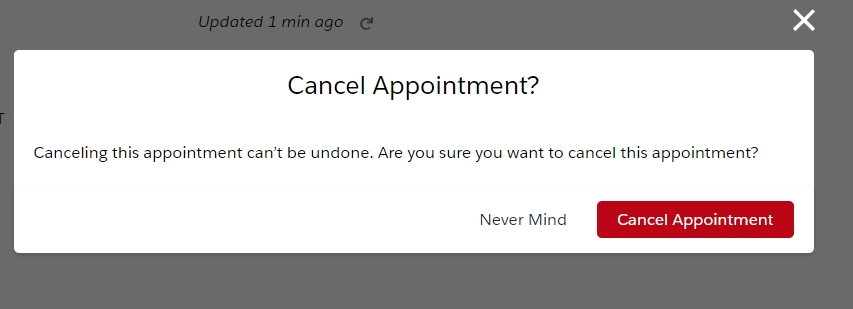 Updated 1 min ago
Cancel Appointment?
T
Canceling this appointment can't be undone. Are you sure you want to cancel this appointment?
Never Mind
Cancel Appointment